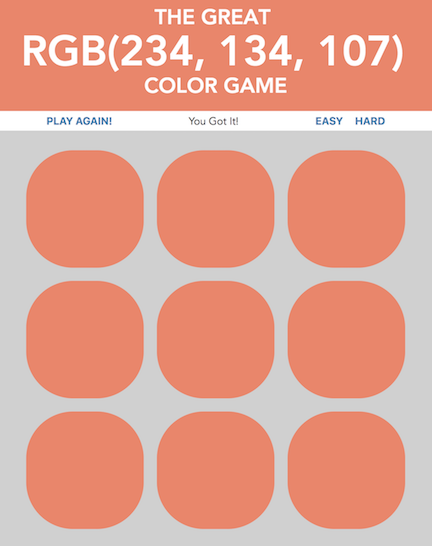 THE GREAT
RGB(234, 134, 107)
COLOR GAME
PLAY AGAIN! You Got It! EASY HARD